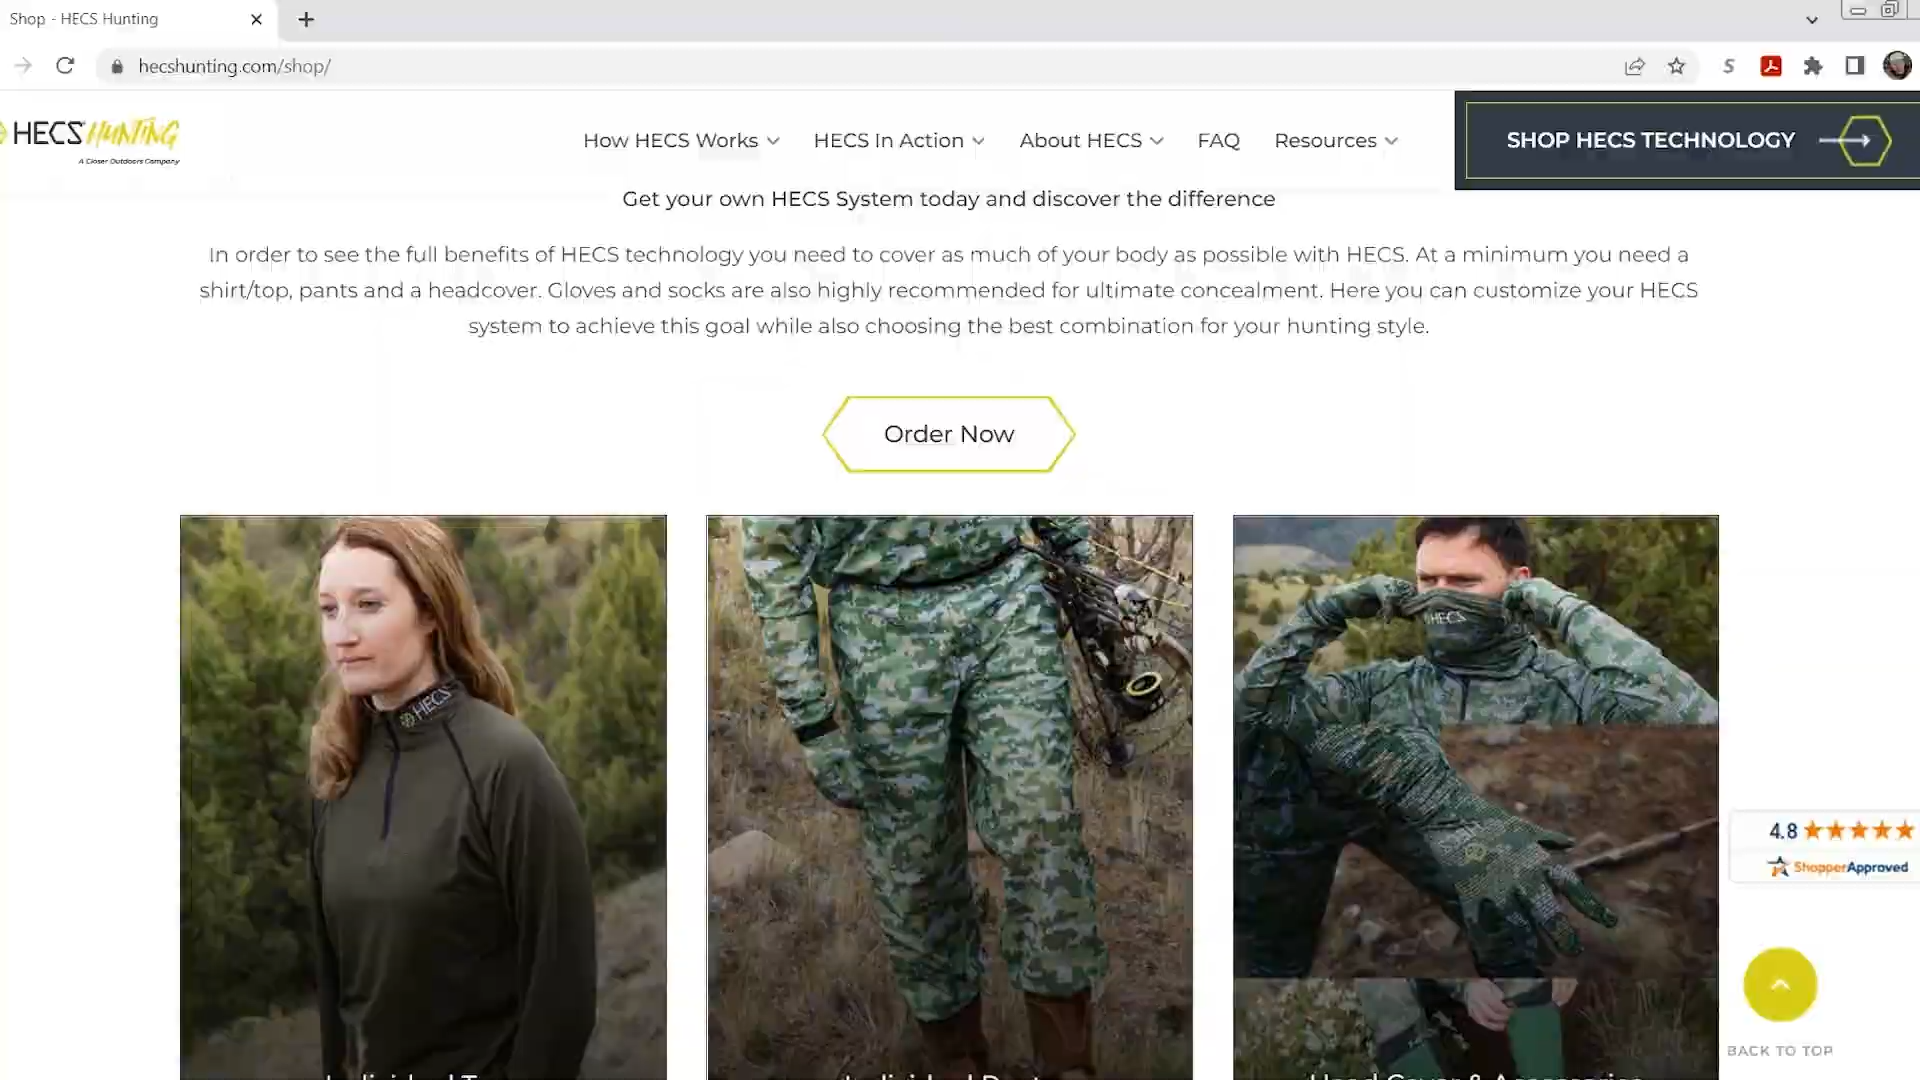 Shop - HECS Hunting
hecshunting.com/shop/
HECS HUNTING
A Closer Outdoors Company
How HECS Works
HECS In Action
About HECS
FAQ
Resources
SHOP HECS TECHNOLOGY
Get your own HECS System today and discover the difference
In order to see the full benefits of HECS technology you need to cover as much of your body as possible with HECS. At a minimum you need a
shirt/top, pants and a headcover. Gloves and socks are also highly recommended for ultimate concealment. Here you can customize your HECS
system to achieve this goal while also choosing the best combination for your hunting style.
Order Now
HECS
HECS
4.8
ShopperApproved
BACK TO TOP